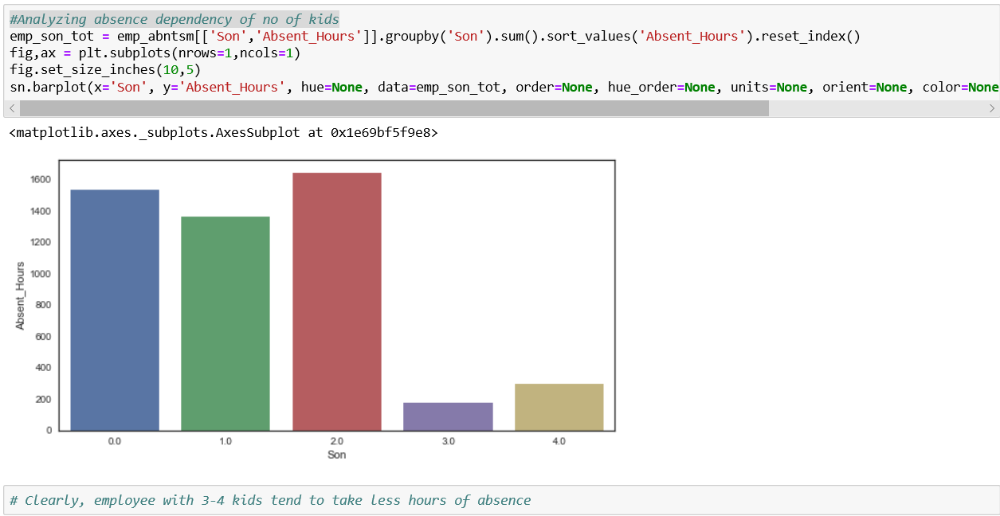 #Analyzing absence dependency of no of kids
emp_son_tot = emp_abntsm[['Son','Absent_Hours']].groupby('Son').sum().sort_values('Absent_Hours').reset_index()
fig,ax = plt.subplots(nrows=1,ncols=1)
fig.set_size_inches(10,5)
sn.barplot(x='Son', y='Absent_Hours', hue=None, data=emp_son_tot, order=None, hue_order=None, units=None, orient=None, color=None
<matplotlib.axes._subplots.AxesSubplot at 0x1e69bf5f9e8>
1600
1400
1200
1000
800
600
400
200
0
Absent_Hours
0.0 1.0 2.0 3.0 4.0
Son
# Clearly, employee with 3-4 kids tend to take less hours of absence